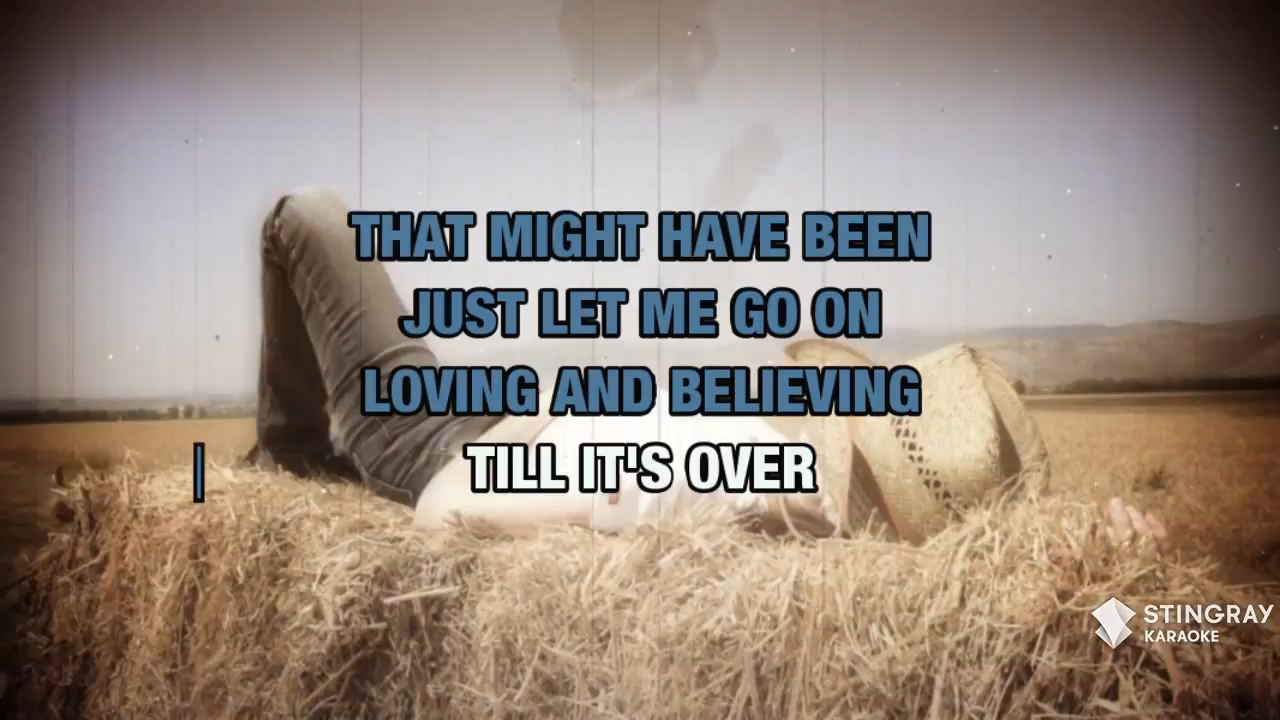 THAT MIGHT HAVE BEEN
JUST LET ME GO ON
LOVING AND BELIEVING
TILL IT'S OVER
STINGRAY
KARAOKE